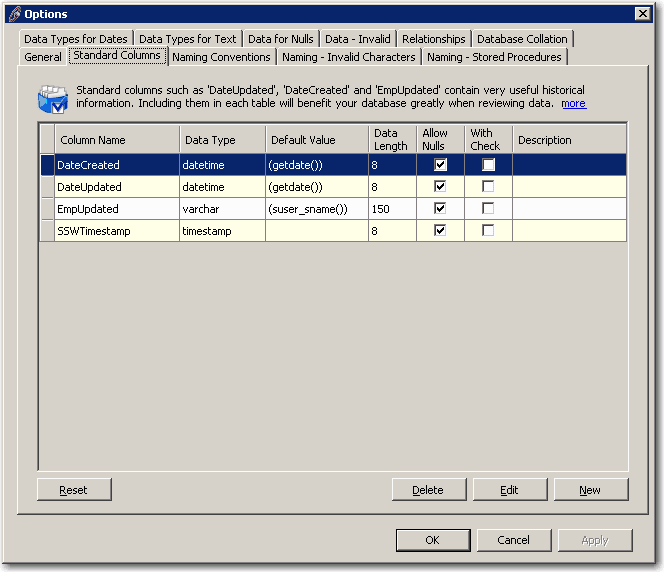 Options
Data Types for Dates Data Types for Text Data for Nulls Data - Invalid Relationships Database Collation
General Standard Columns Naming Conventions Naming - Invalid Characters Naming - Stored Procedures
Standard columns such as 'DateUpdated', 'DateCreated' and 'EmpUpdated' contain very useful historical
information. Including them in each table will benefit your database greatly when reviewing data. more
Column Name Data Type Default Value Data Length Allow Nulls With Check Description
DateCreated datetime (getdate()) 8
DateUpdated datetime (getdate()) 8
EmpUpdated varchar (suser_sname()) 150
SSWTimestamp timestamp 8
Reset Delete Edit New
OK Cancel Apply